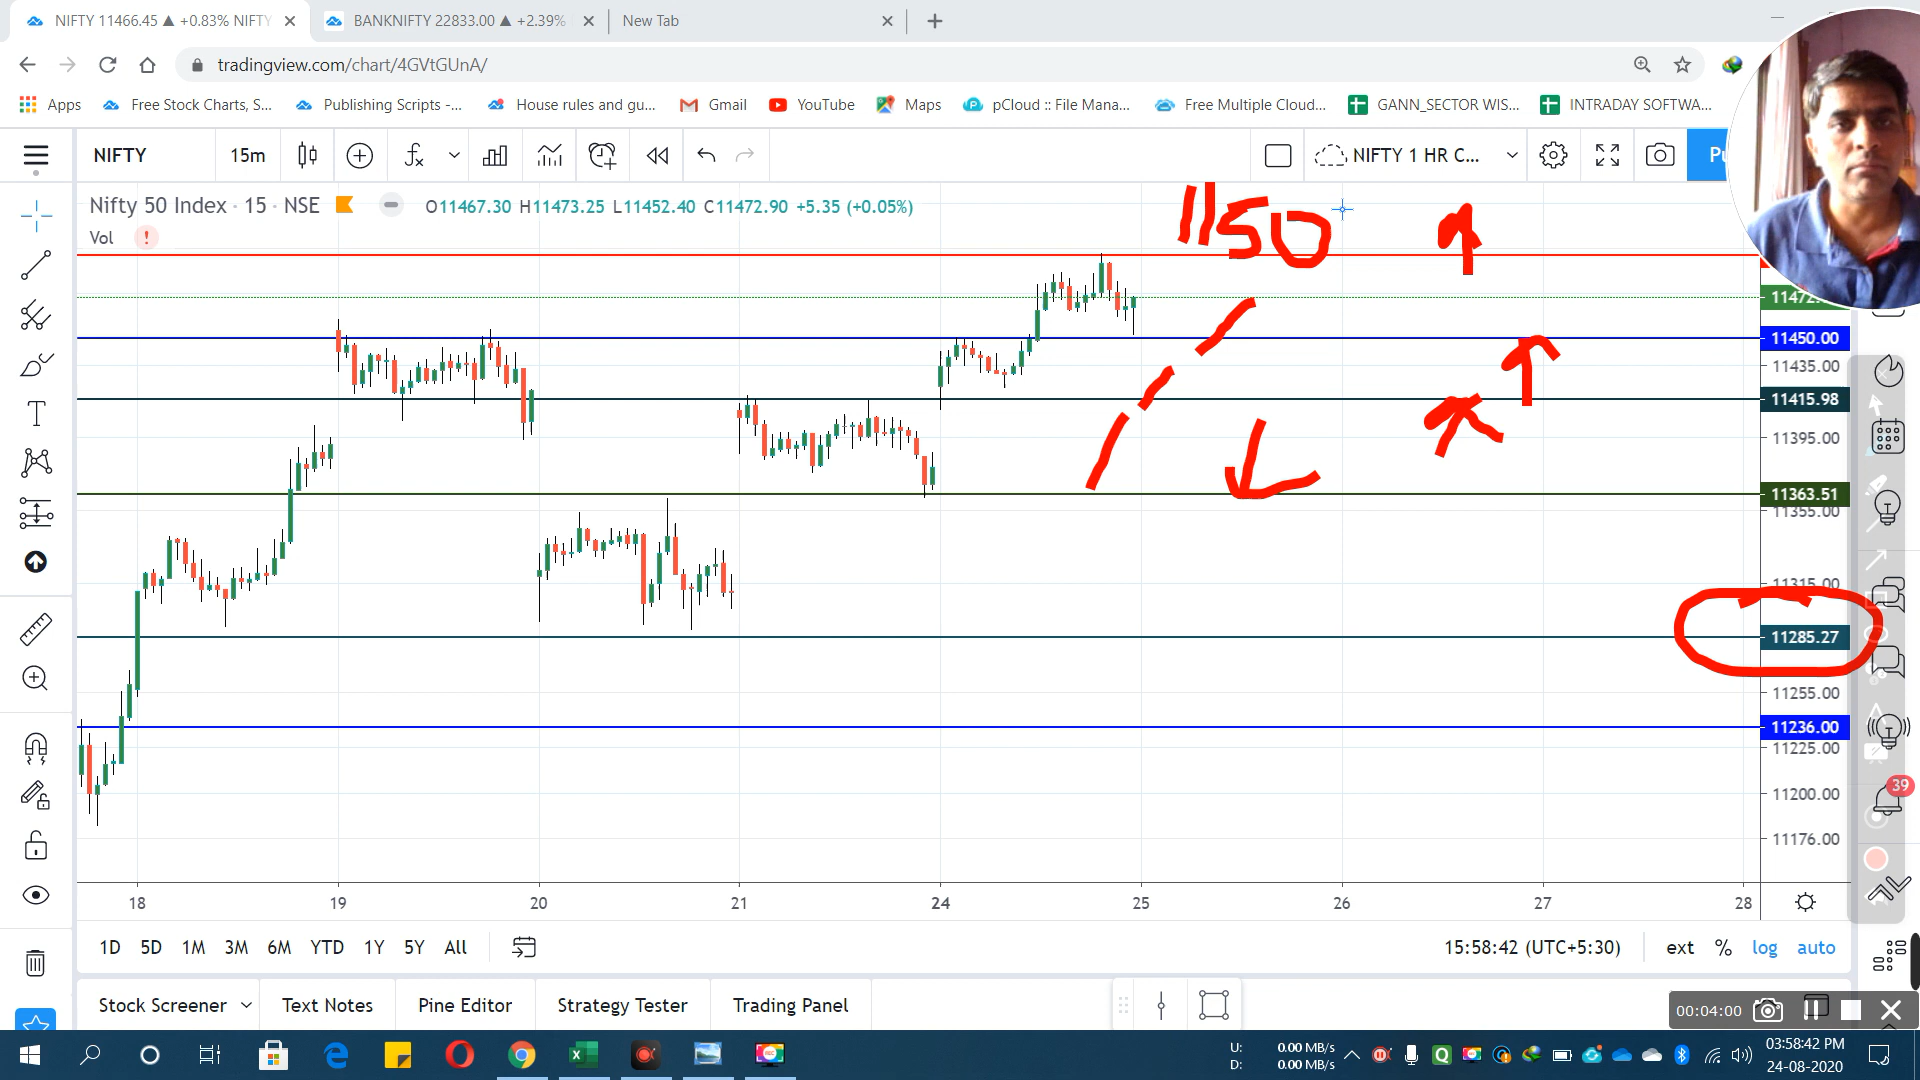 NIFTY 11466.45 ▲ +0.83% NIFTY
BANKNIFTY 22833.00 ▲ +2.39%
New Tab
tradingview.com/chart/4GVtGUnA/
Apps
Free Stock Charts, S...
Publishing Scripts -...
House rules and gu...
Gmail
YouTube
Maps
pCloud :: File Mana...
Free Multiple Cloud...
GANN_SECTOR WIS...
INTRADAY SOFTWA...
NIFTY
15m
NIFTY 1 HR C...
Nifty 50 Index · 15 · NSE
O11467.30 H11473.25 L11452.40 C11472.90 +5.35 (+0.05%)
Vol
1150
11450.00
11435.00
11415.98
11395.00
11363.51
11355.00
11315.00
11285.27
11255.00
11236.00
11225.00
11200.00
11176.00
39
18 19 20 21 24 25 26 27 28
1D 5D 1M 3M 6M YTD 1Y 5Y All
15:58:42 (UTC+5:30)
ext % log auto
Stock Screener
Text Notes
Pine Editor
Strategy Tester
Trading Panel
00:04:00
U: 0.00 MB/s
D: 0.00 MB/s
03:58:42 PM
24-08-2020